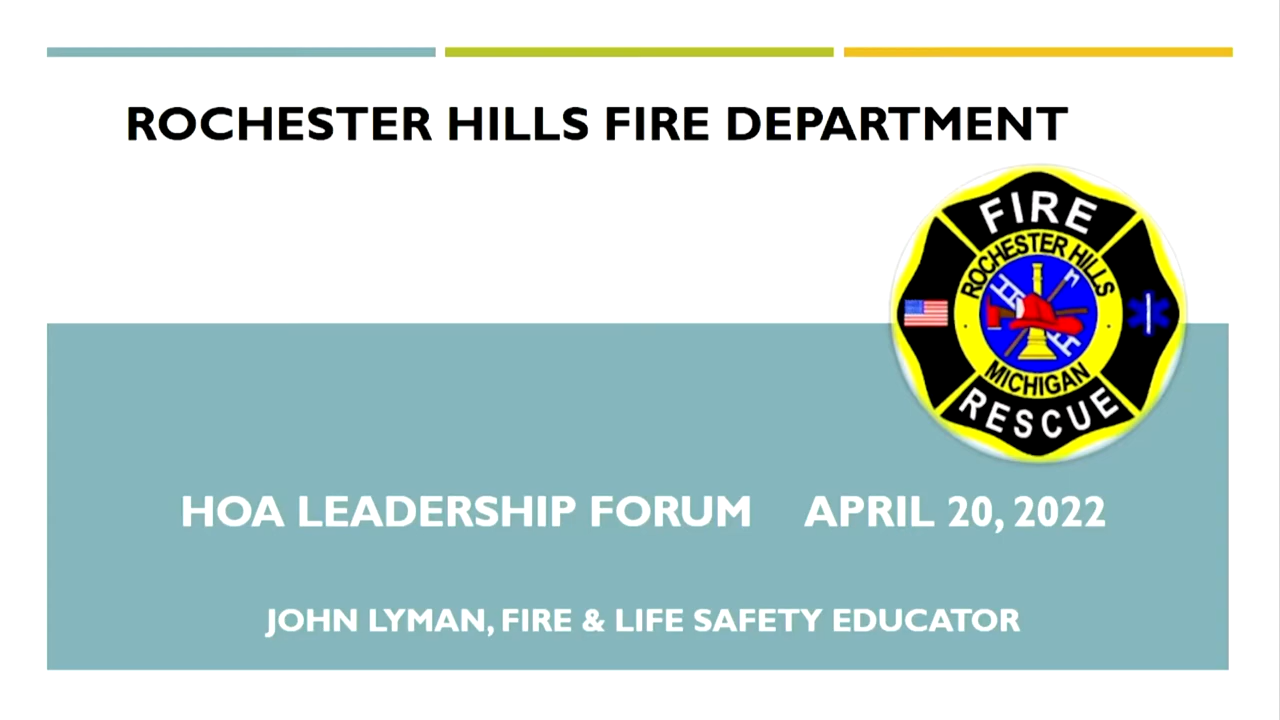 ROCHESTER HILLS FIRE DEPARTMENT
FIRE
ROCHESTER HILLS
MICHIGAN
RESCUE
HOA LEADERSHIP FORUM APRIL 20, 2022
JOHN LYMAN, FIRE & LIFE SAFETY EDUCATOR